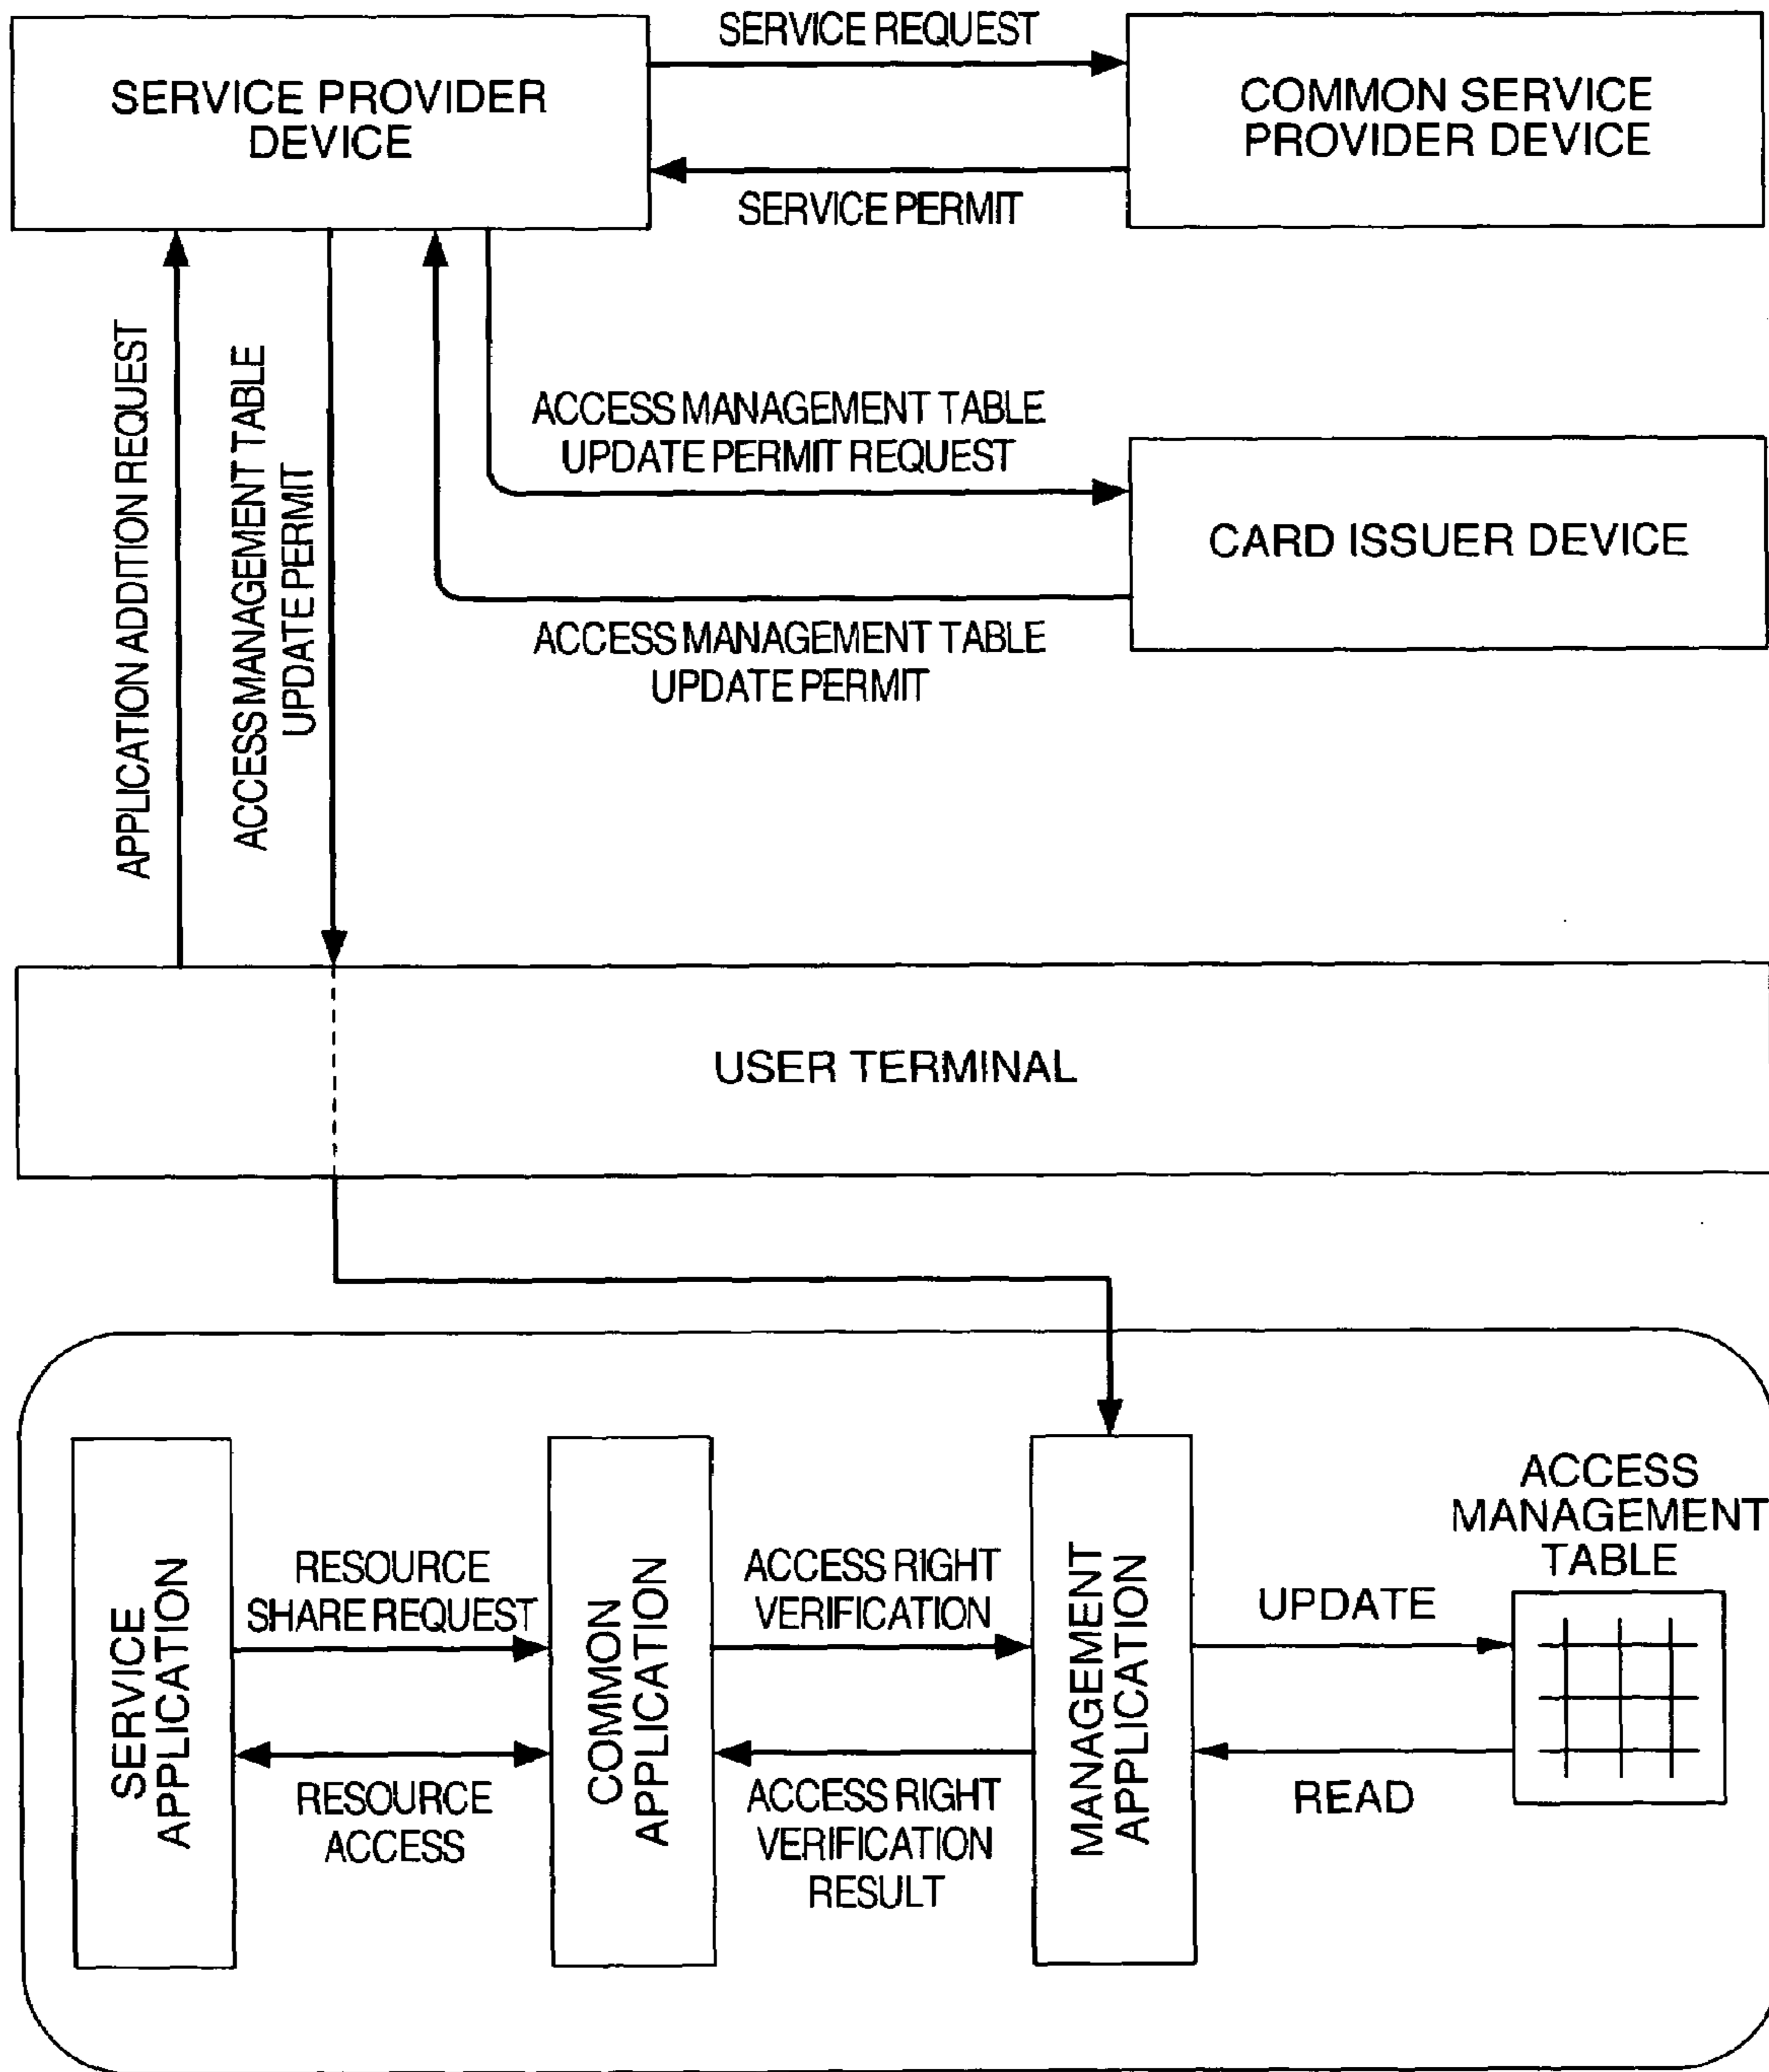 SERVICE REQUEST
SERVICE PROVIDER
DEVICE
COMMON SERVICE
PROVIDER DEVICE
SERVICE PERMIT
APPLICATION ADDITION REQUEST
ACCESS MANAGEMENT TABLE
UPDATE PERMIT
ACCESS MANAGEMENT TABLE
UPDATE PERMIT REQUEST
CARD ISSUER DEVICE
ACCESS MANAGEMENT TABLE
UPDATE PERMIT
USER TERMINAL
SERVICE
APPLICATION
RESOURCE
SHARE REQUEST
RESOURCE
ACCESS
COMMON
APPLICATION
ACCESS RIGHT
VERIFICATION
ACCESS RIGHT
VERIFICATION
RESULT
MANAGEMENT
APPLICATION
UPDATE
READ
ACCESS
MANAGEMENT
TABLE